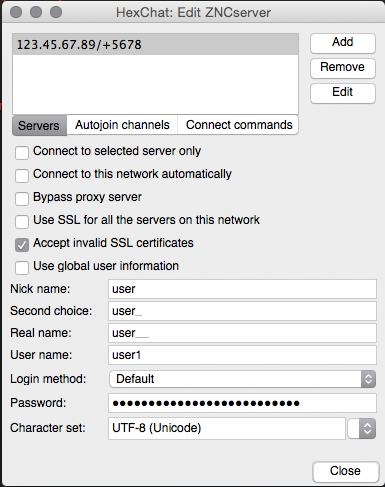 HexChat: Edit ZNCserver
123.45.67.89/+5678
Add
Remove
Edit
Servers Autojoin channels Connect commands
Connect to selected server only
Connect to this network automatically
Bypass proxy server
Use SSL for all the servers on this network
Accept invalid SSL certificates
Use global user information
Nick name: user
Second choice: user_
Real name: user__
User name: user1
Login method: Default
Password: ●●●●●●●●●●●●●●●●●●●●●●●●●●
Character set: UTF-8 (Unicode)
Close